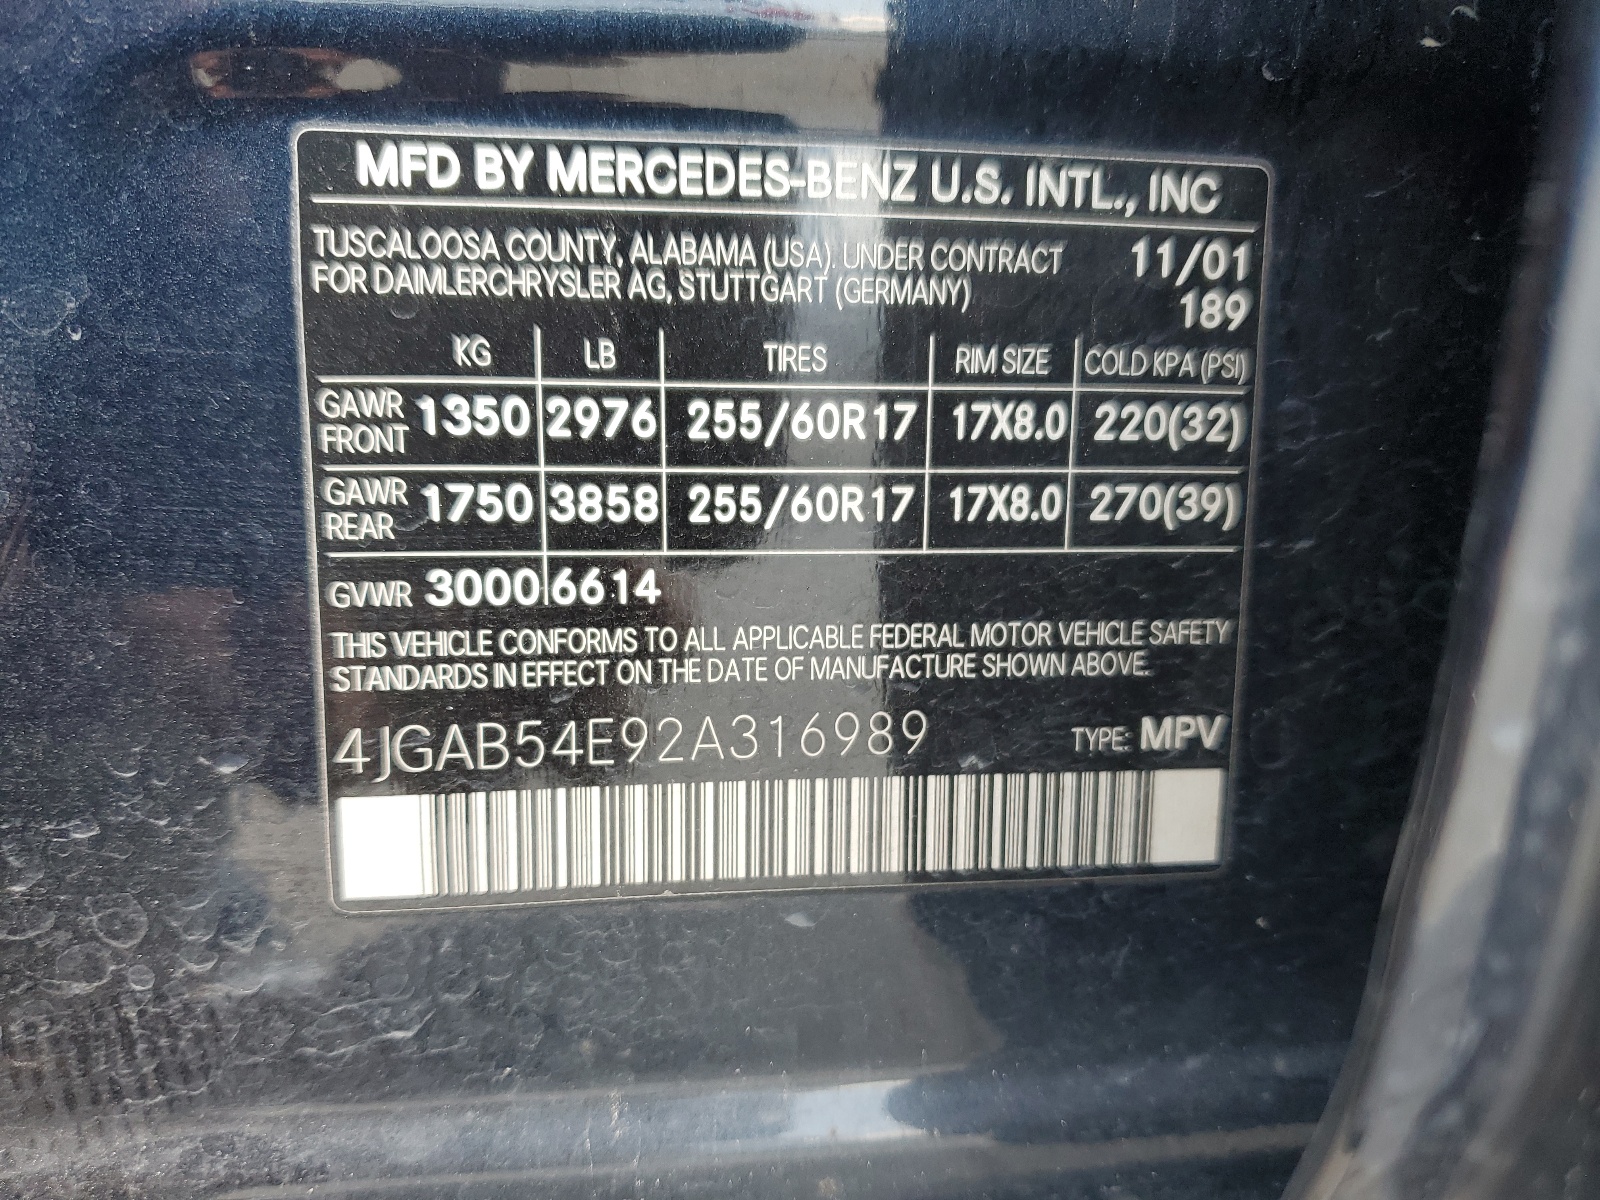 MFD BY MERCEDES-BENZ U.S. INTL., INC
TUSCALOOSA COUNTY, ALABAMA (USA). UNDER CONTRACT 11/01
FOR DAIMLERCHRYSLER AG, STUTTGART (GERMANY) 189
KG LB TIRES RIM SIZE COLD KPA (PSI)
GAWR FRONT 1350 2976 255/60R17 17X8.0 220(32)
GAWR REAR 1750 3858 255/60R17 17X8.0 270(39)
GVWR 3000 6614
THIS VEHICLE CONFORMS TO ALL APPLICABLE FEDERAL MOTOR VEHICLE SAFETY
STANDARDS IN EFFECT ON THE DATE OF MANUFACTURE SHOWN ABOVE.
4JGAB54E92A316989 TYPE: MPV